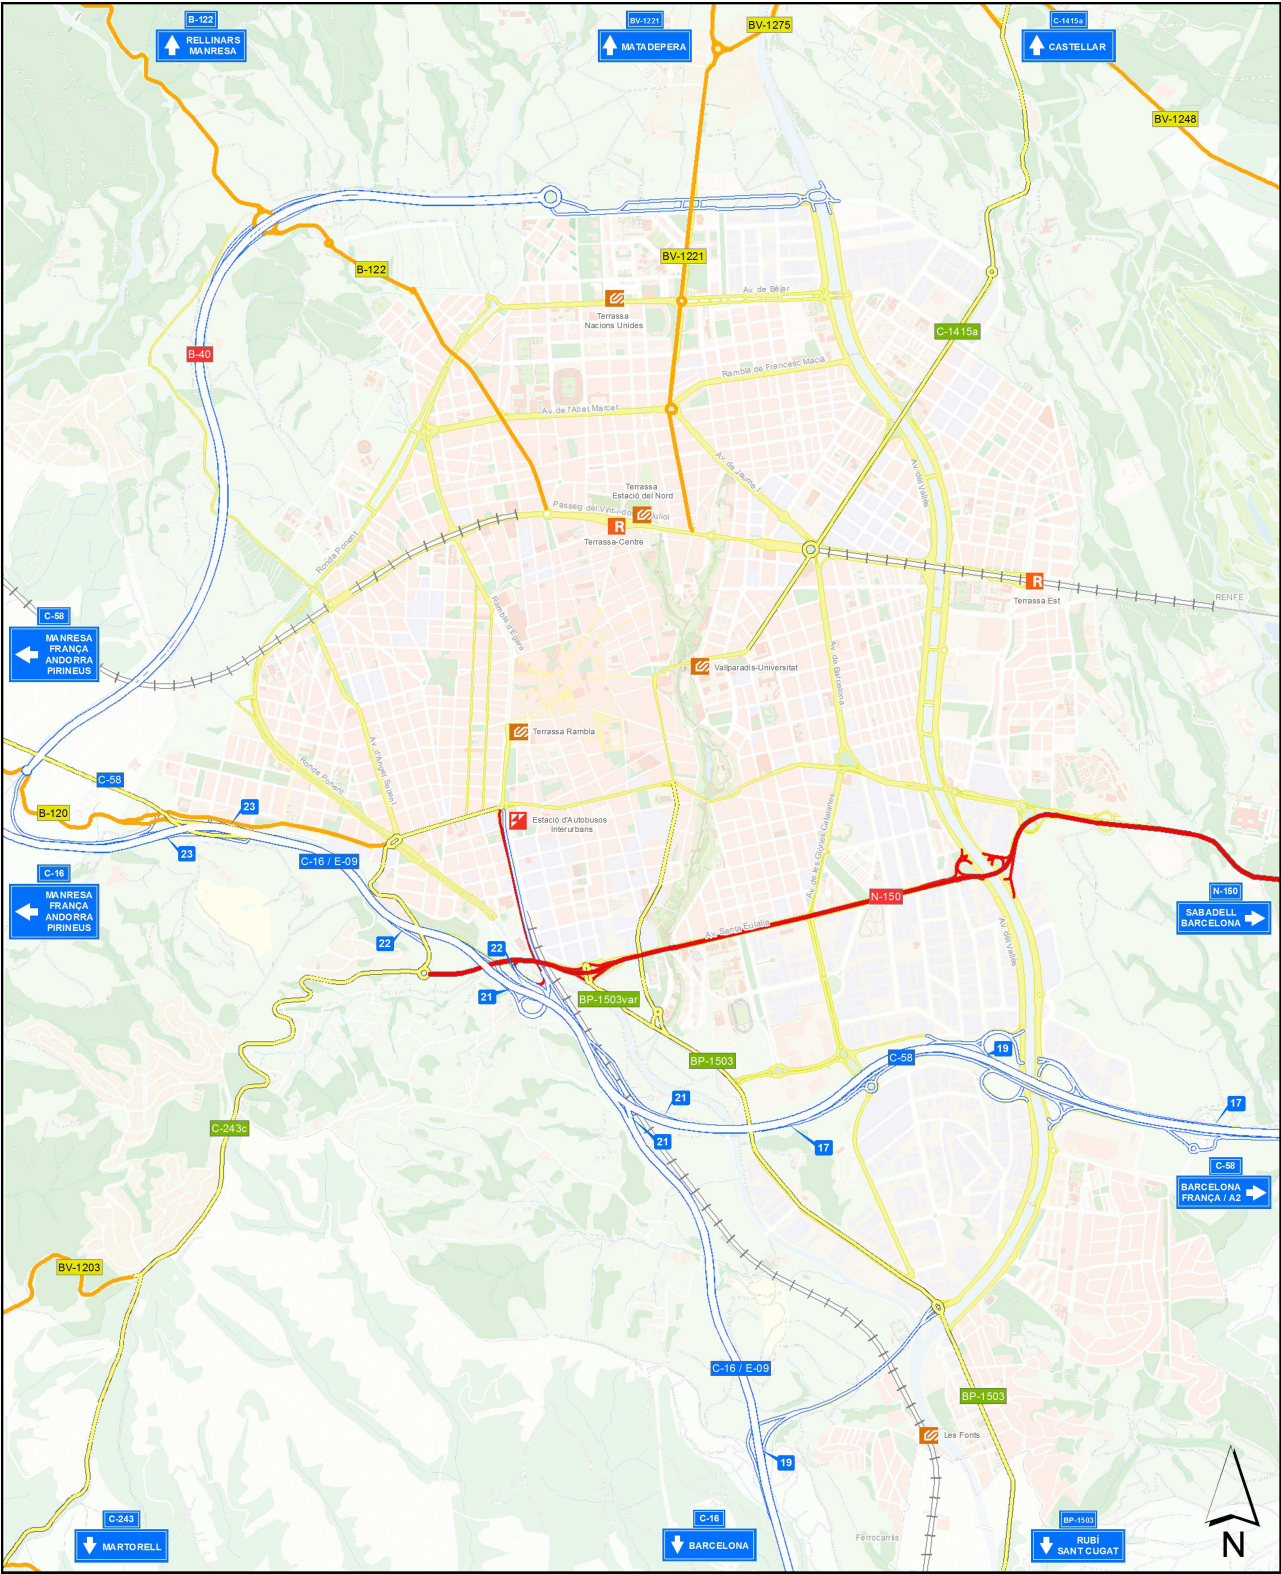 B-122
RELLINARS
MANRESA
BV-1221
MATADEPERA
BV-1275
C-1415a
CASTELLAR
BV-1248
BV-1221
B-122
Av. de Bèjar
Terrassa
Nacions Unides
C-1415a
B-40
Rambla de Francesc Macià
Av. de l'Abat Marcet
Av. de Jaume I
Av. del Vallès
Terrassa
Estació del Nord
Passeig del Vint-i-dos de Juliol
R
Terrassa-Centre
Ronda Ponent
R
Terrassa Est
RENFE
Rambla d'Ègara
C-58
MANRESA
FRANÇA
ANDORRA
PIRINEUS
Vallparadís-Universitat
Av. de Barcelona
Terrassa Rambla
Av. d'Àngel Sallent
Ronda Ponent
C-58
B-120
23
23
Estació d'Autobusos
Interurbans
Av. de les Glòries Catalanes
C-16 / E-09
C-16
MANRESA
FRANÇA
ANDORRA
PIRINEUS
N-150
N-150
SABADELL
BARCELONA
Av. Santa Eulàlia
Av. del Vallès
22
22
21
BP-1503var
BP-1503
C-58
19
21
17
C-243c
21
17
C-58
BARCELONA
FRANÇA / A2
BV-1203
C-16 / E-09
BP-1503
Les Fonts
19
Ferrocarrils
C-243
MARTORELL
C-16
BARCELONA
BP-1503
RUBÍ
SANT CUGAT
N